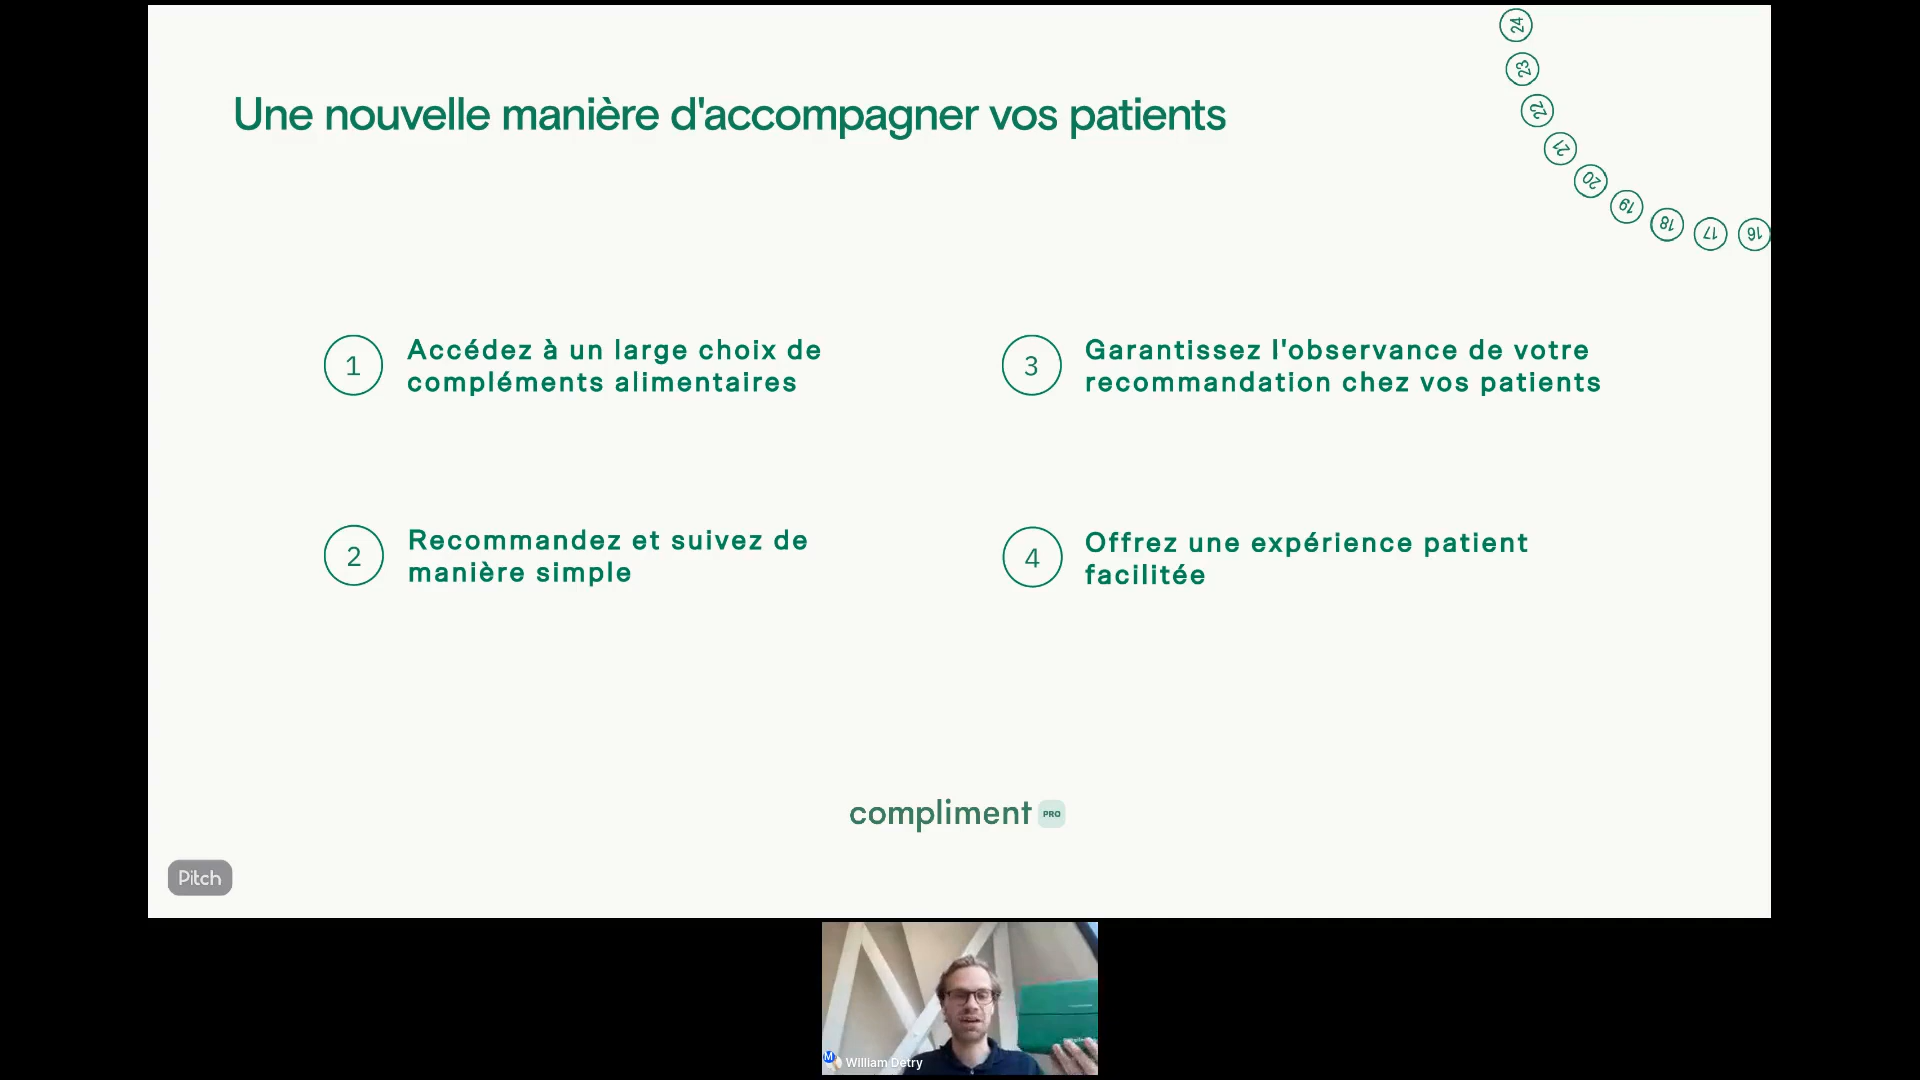 Une nouvelle manière d'accompagner vos patients
24
23
22
21
20
19
18
17
16
1
Accédez à un large choix de
compléments alimentaires
2
Recommandez et suivez de
manière simple
3
Garantissez l'observance de votre
recommandation chez vos patients
4
Offrez une expérience patient
facilitée
compliment PRO
Pitch
M
William Detry